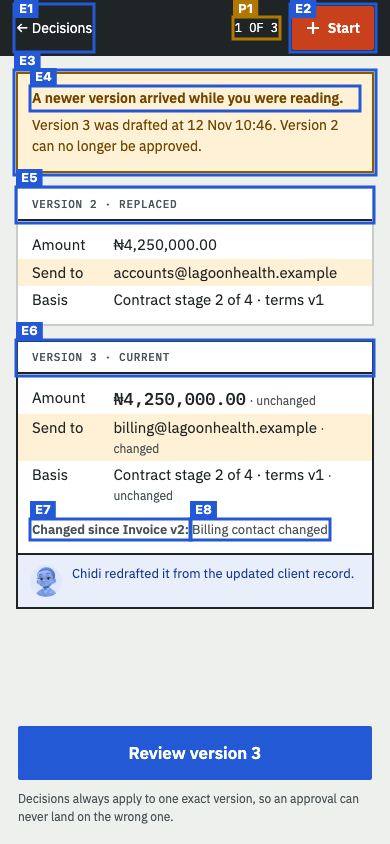 E1
P1
E2
← Decisions
1 OF 3
+ Start
E3
E4
A newer version arrived while you were reading.
Version 3 was drafted at 12 Nov 10:46. Version 2
can no longer be approved.
E5
VERSION 2 · REPLACED
Amount ₦4,250,000.00
Send to accounts@lagoonhealth.example
Basis Contract stage 2 of 4 · terms v1
E6
VERSION 3 · CURRENT
Amount ₦4,250,000.00 · unchanged
Send to billing@lagoonhealth.example ·
changed
Basis Contract stage 2 of 4 · terms v1 ·
unchanged
E7
E8
Changed since Invoice v2: Billing contact changed
Chidi redrafted it from the updated client record.
Review version 3
Decisions always apply to one exact version, so an approval can
never land on the wrong one.